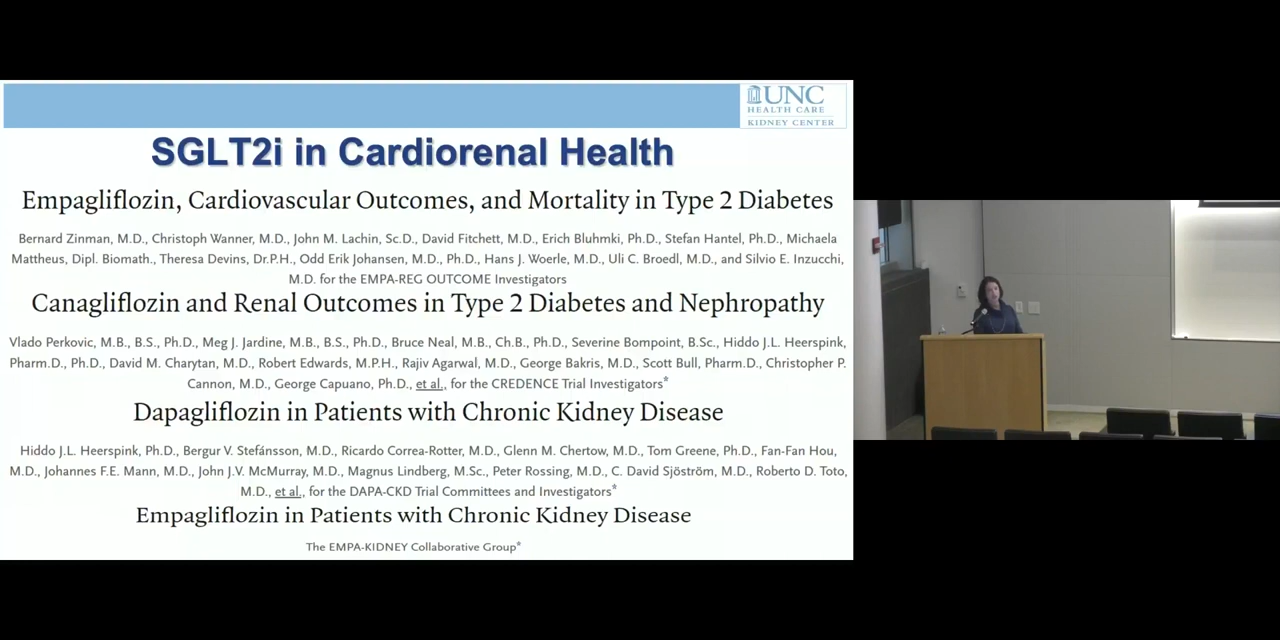 UNC
HEALTH CARE
KIDNEY CENTER
SGLT2i in Cardiorenal Health
Empagliflozin, Cardiovascular Outcomes, and Mortality in Type 2 Diabetes
Bernard Zinman, M.D., Christoph Wanner, M.D., John M. Lachin, Sc.D., David Fitchett, M.D., Erich Bluhmki, Ph.D., Stefan Hantel, Ph.D., Michaela
Mattheus, Dipl. Biomath., Theresa Devins, Dr.P.H., Odd Erik Johansen, M.D., Ph.D., Hans J. Woerle, M.D., Uli C. Broedl, M.D., and Silvio E. Inzucchi,
M.D. for the EMPA-REG OUTCOME Investigators
Canagliflozin and Renal Outcomes in Type 2 Diabetes and Nephropathy
Vlado Perkovic, M.B., B.S., Ph.D., Meg J. Jardine, M.B., B.S., Ph.D., Bruce Neal, M.B., Ch.B., Ph.D., Severine Bompoint, B.Sc., Hiddo J.L. Heerspink,
Pharm.D., Ph.D., David M. Charytan, M.D., Robert Edwards, M.P.H., Rajiv Agarwal, M.D., George Bakris, M.D., Scott Bull, Pharm.D., Christopher P.
Cannon, M.D., George Capuano, Ph.D., et al., for the CREDENCE Trial Investigators*
Dapagliflozin in Patients with Chronic Kidney Disease
Hiddo J.L. Heerspink, Ph.D., Bergur V. Stefánsson, M.D., Ricardo Correa-Rotter, M.D., Glenn M. Chertow, M.D., Tom Greene, Ph.D., Fan-Fan Hou,
M.D., Johannes F.E. Mann, M.D., John J.V. McMurray, M.D., Magnus Lindberg, M.Sc., Peter Rossing, M.D., C. David Sjöström, M.D., Roberto D. Toto,
M.D., et al., for the DAPA-CKD Trial Committees and Investigators*
Empagliflozin in Patients with Chronic Kidney Disease
The EMPA-KIDNEY Collaborative Group*